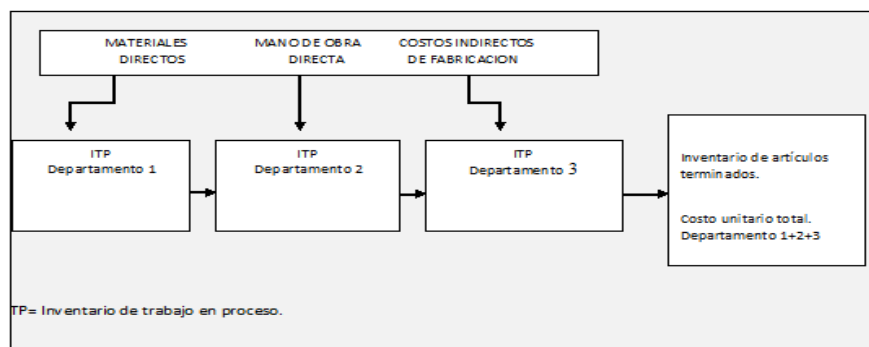 MATERIALES MANO DE OBRA COSTOS INDIRECTOS
DIRECTOS DIRECTA DE FABRICACION
ITP
Departamento 1
ITP
Departamento 2
ITP
Departamento 3
Inventario de artículos
terminados.
Costo unitario total.
Departamento 1+2+3
TP= Inventario de trabajo en proceso.